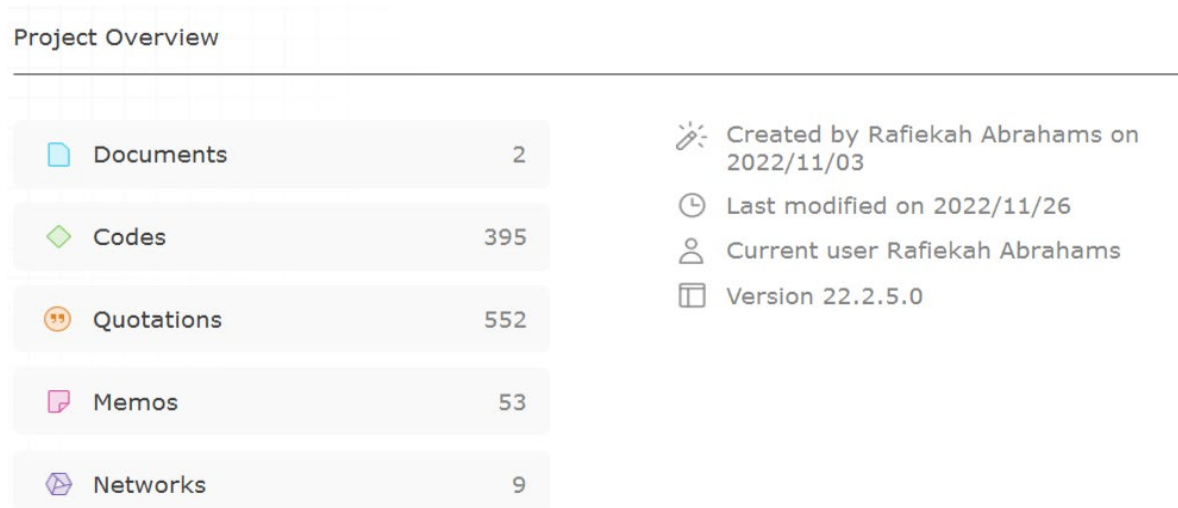 Project Overview
Documents 2
Codes 395
Quotations 552
Memos 53
Networks 9
Created by Rafiekah Abrahams on
2022/11/03
Last modified on 2022/11/26
Current user Rafiekah Abrahams
Version 22.2.5.0